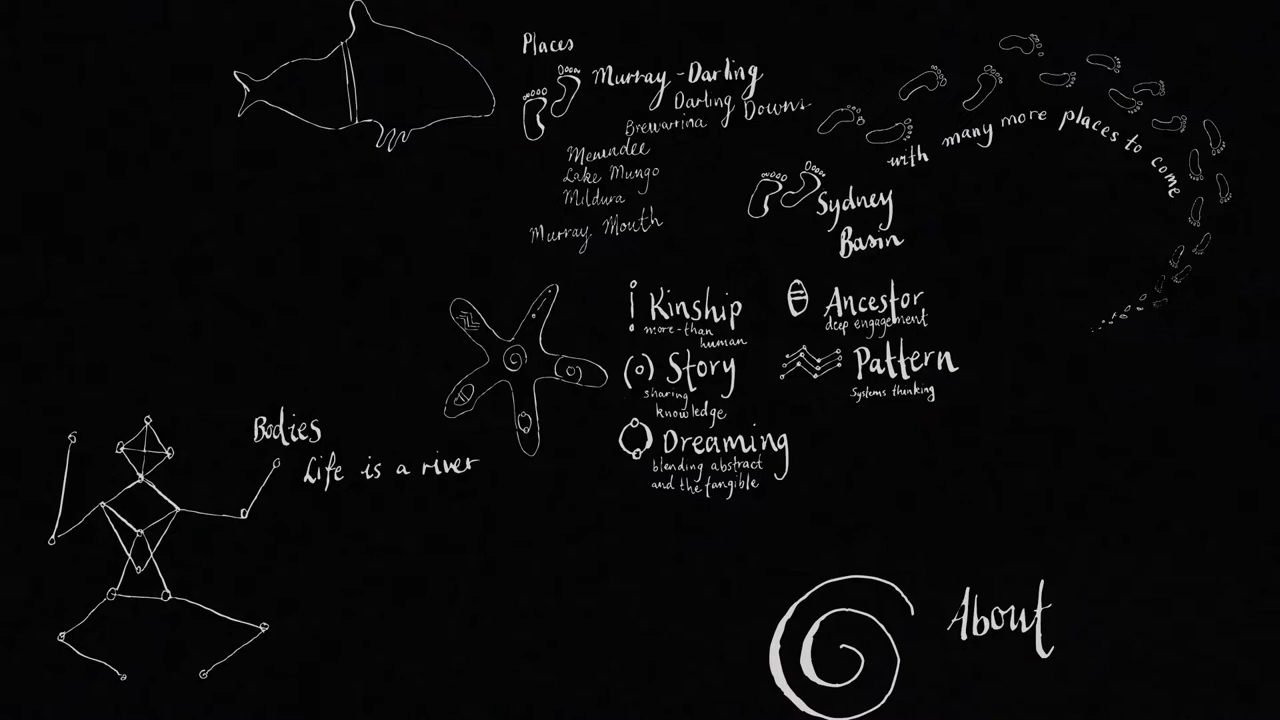 Places
Murray-Darling
Darling Downs
Brewarrina
Menindee
Lake Mungo
Mildura
Murray Mouth
with many more places to come
Sydney
Basin
Kinship
more-than
human
Ancestor
deep engagement
Story
sharing
knowledge
Pattern
Systems thinking
Dreaming
blending abstract
and the tangible
Bodies
Life is a river
About